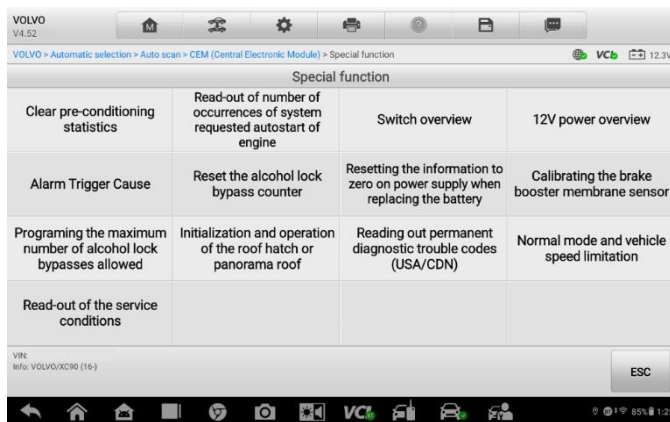 VOLVO
V4.52
VOLVO > Automatic selection > Auto scan > CEM (Central Electronic Module) > Special function
VCI 12.3V
Special function
Clear pre-conditioning
statistics
Read-out of number of
occurrences of system
requested autostart of
engine
Switch overview
12V power overview
Alarm Trigger Cause
Reset the alcohol lock
bypass counter
Resetting the information to
zero on power supply when
replacing the battery
Calibrating the brake
booster membrane sensor
Programing the maximum
number of alcohol lock
bypasses allowed
Initialization and operation
of the roof hatch or
panorama roof
Reading out permanent
diagnostic trouble codes
(USA/CDN)
Normal mode and vehicle
speed limitation
Read-out of the service
conditions
VIN:
Info: VOLVO/XC90 (16-)
ESC
VCI
85% 1:2